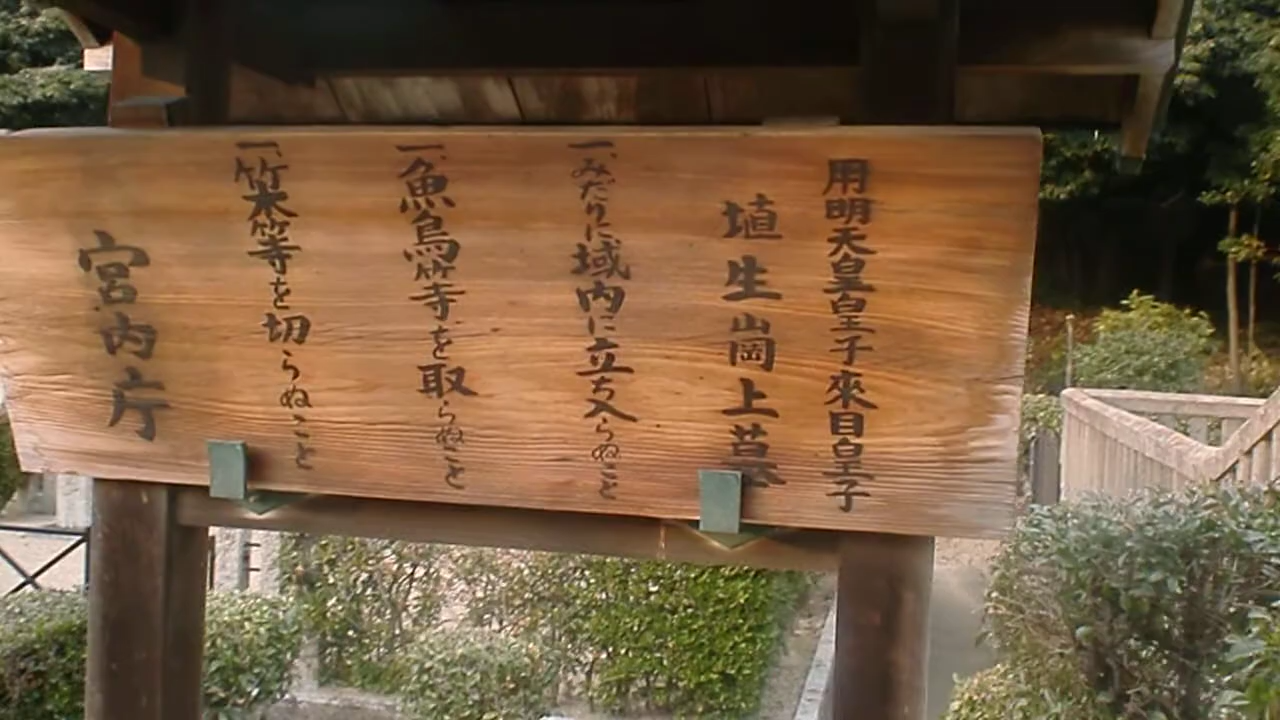 用明天皇皇子來目皇子
埴生山岡上墓
一、みだりに域内に立ち入らぬこと
一、魚鳥等を取らぬこと
一、竹木等を切らぬこと
宮内庁